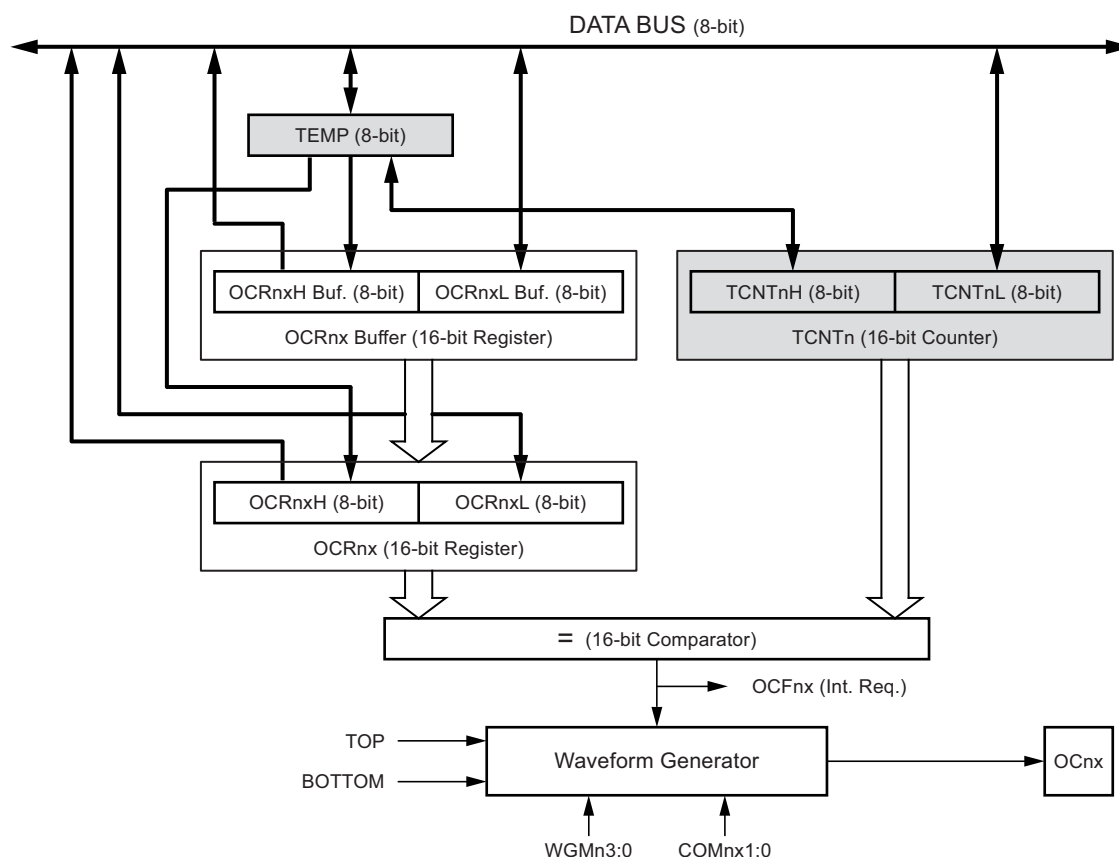 DATA BUS (8-bit)
TEMP (8-bit)
OCRnxH Buf. (8-bit)
OCRnxL Buf. (8-bit)
OCRnx Buffer (16-bit Register)
TCNTnH (8-bit)
TCNTnL (8-bit)
TCNTn (16-bit Counter)
OCRnxH (8-bit)
OCRnxL (8-bit)
OCRnx (16-bit Register)
= (16-bit Comparator)
OCFnx (Int. Req.)
TOP
BOTTOM
Waveform Generator
OCnx
WGMn3:0
COMnx1:0